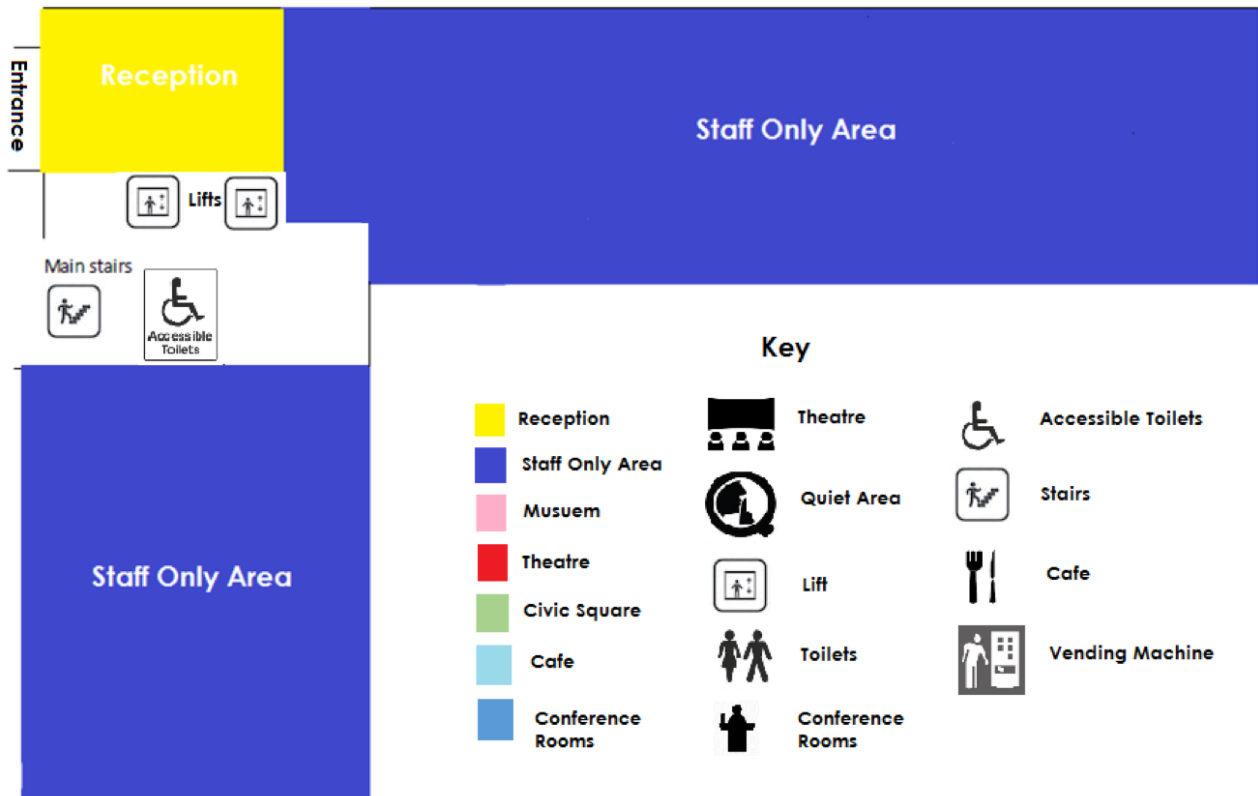 Entrance
Reception
Staff Only Area
Lifts
Main stairs
Accessible
Toilets
Staff Only Area
Key
Reception
Staff Only Area
Musuem
Theatre
Civic Square
Cafe
Conference
Rooms
Theatre
Quiet Area
Lift
Toilets
Conference
Rooms
Accessible Toilets
Stairs
Cafe
Vending Machine